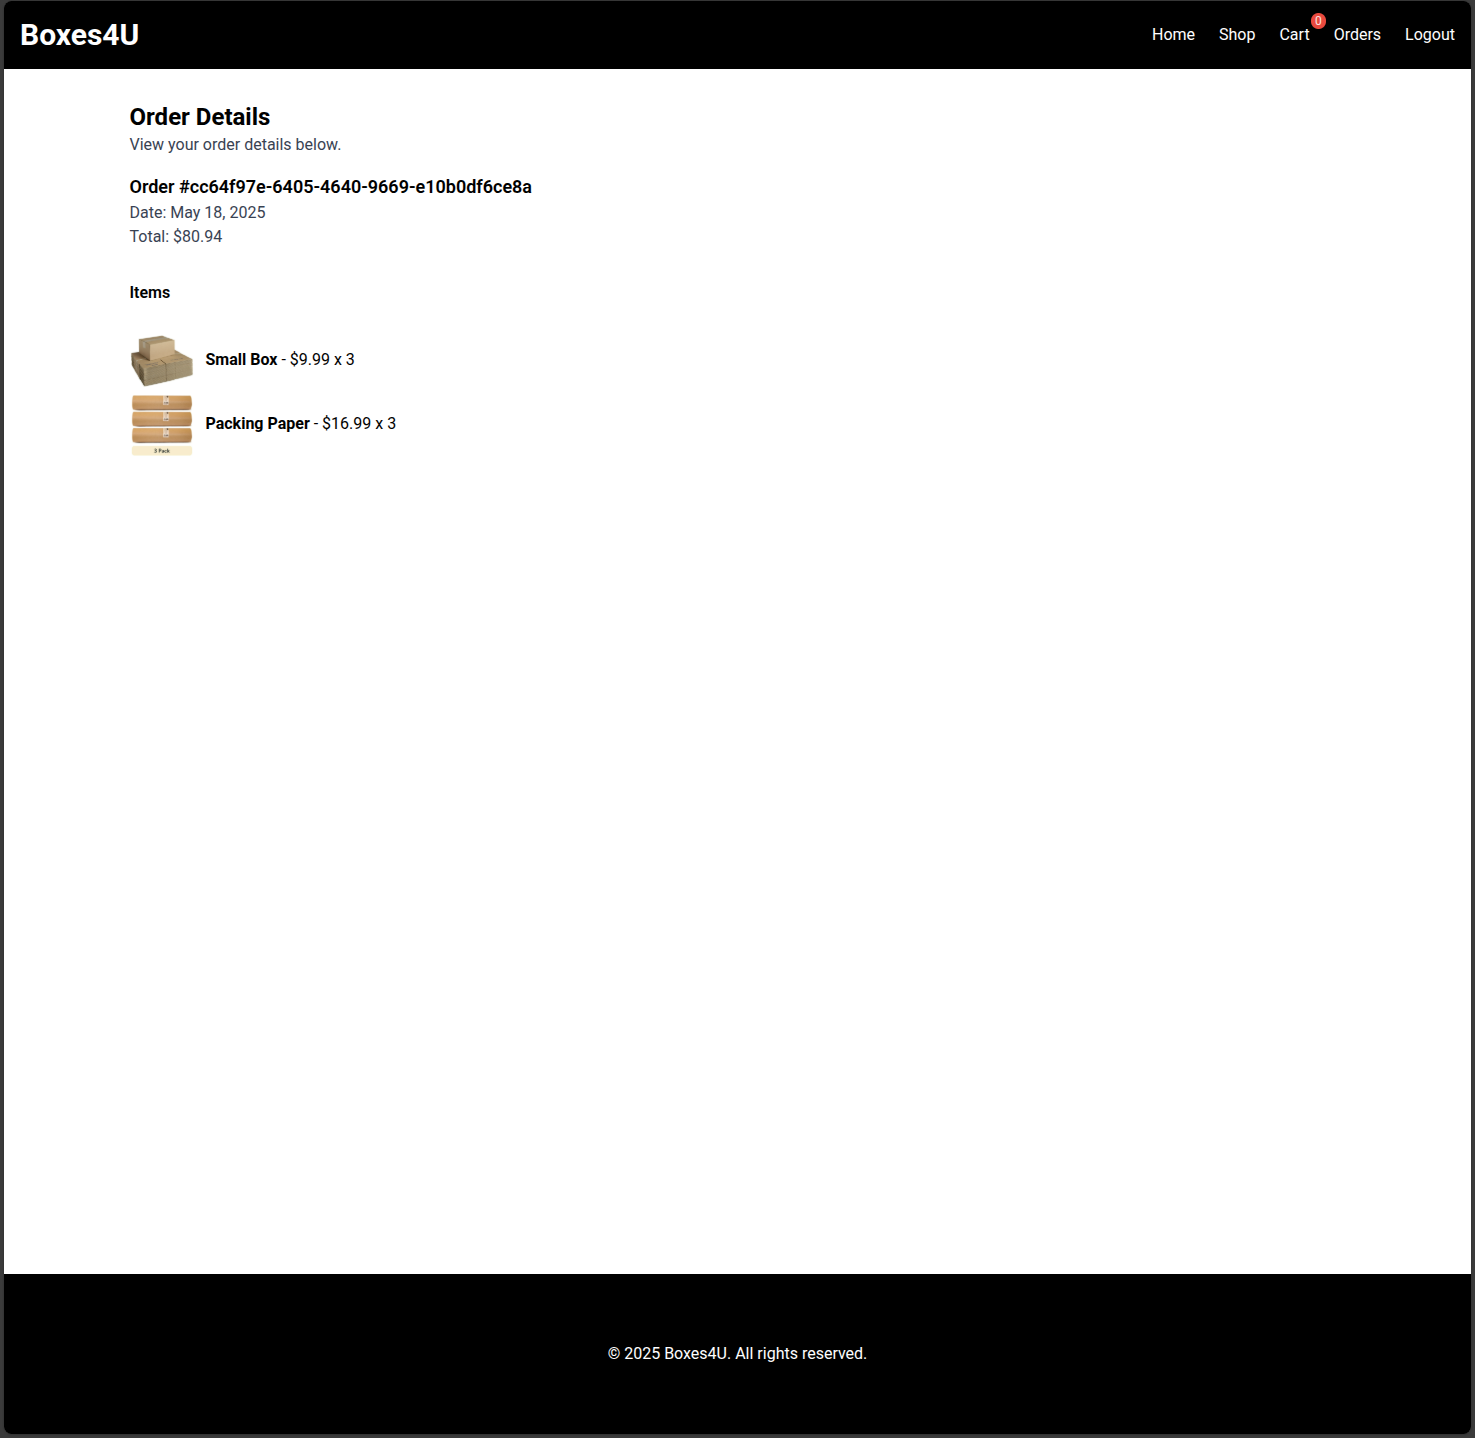 Boxes4U
Home Shop Cart 0 Orders Logout
Order Details
View your order details below.
Order #cc64f97e-6405-4640-9669-e10b0df6ce8a
Date: May 18, 2025
Total: $80.94
Items
Small Box - $9.99 x 3
Packing Paper - $16.99 x 3
3 Pack
© 2025 Boxes4U. All rights reserved.